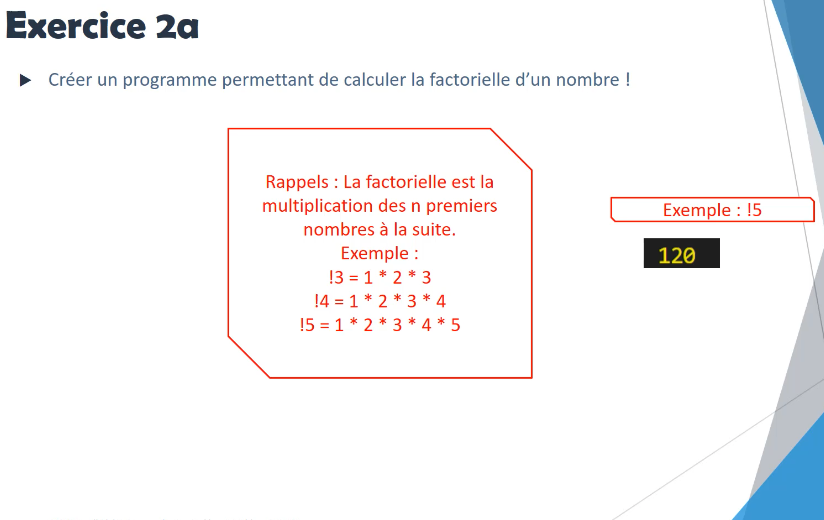 Exercice 2a
Créer un programme permettant de calculer la factorielle d’un nombre !
Rappels : La factorielle est la
multiplication des n premiers
nombres à la suite.
Exemple :
!3 = 1 * 2 * 3
!4 = 1 * 2 * 3 * 4
!5 = 1 * 2 * 3 * 4 * 5
Exemple : !5
120